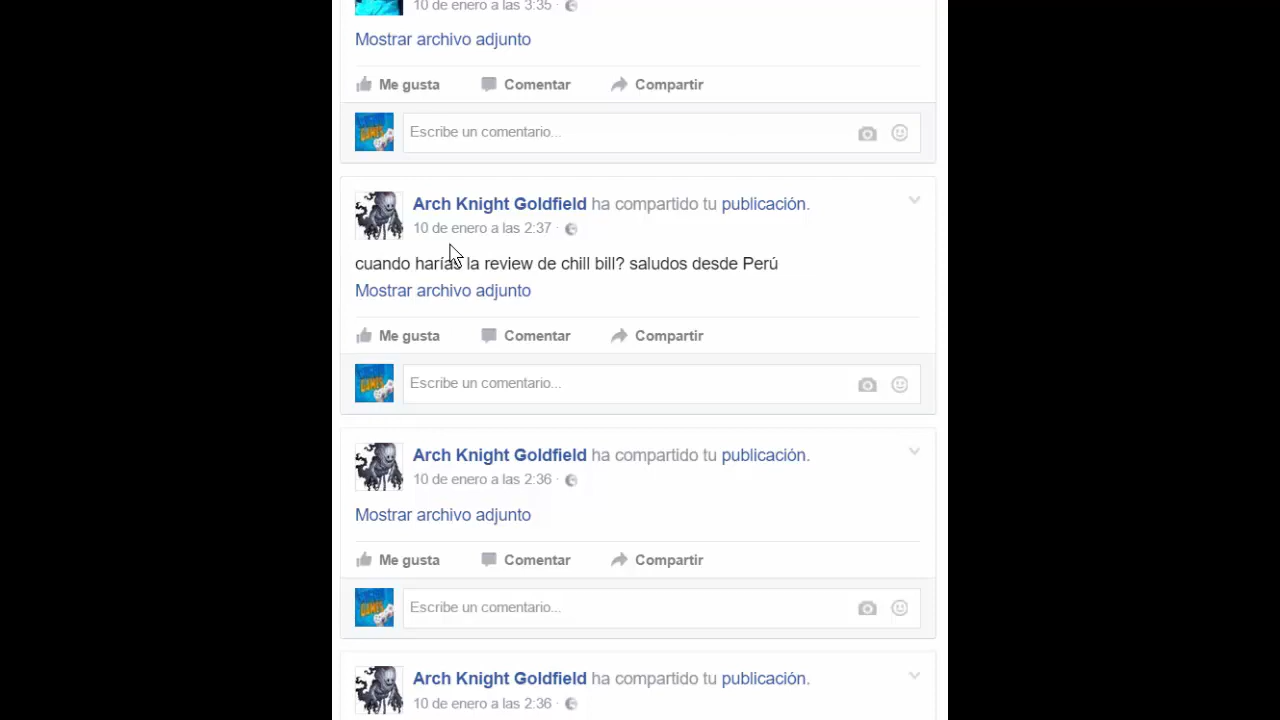 10 de enero a las 3:35 ·
Mostrar archivo adjunto
Me gusta Comentar Compartir
GAMES Escribe un comentario...
Arch Knight Goldfield ha compartido tu publicación.
10 de enero a las 2:37 ·
cuando harías la review de chill bill? saludos desde Perú
Mostrar archivo adjunto
Me gusta Comentar Compartir
GAMES Escribe un comentario...
Arch Knight Goldfield ha compartido tu publicación.
10 de enero a las 2:36 ·
Mostrar archivo adjunto
Me gusta Comentar Compartir
GAMES Escribe un comentario...
Arch Knight Goldfield ha compartido tu publicación.
10 de enero a las 2:36 ·